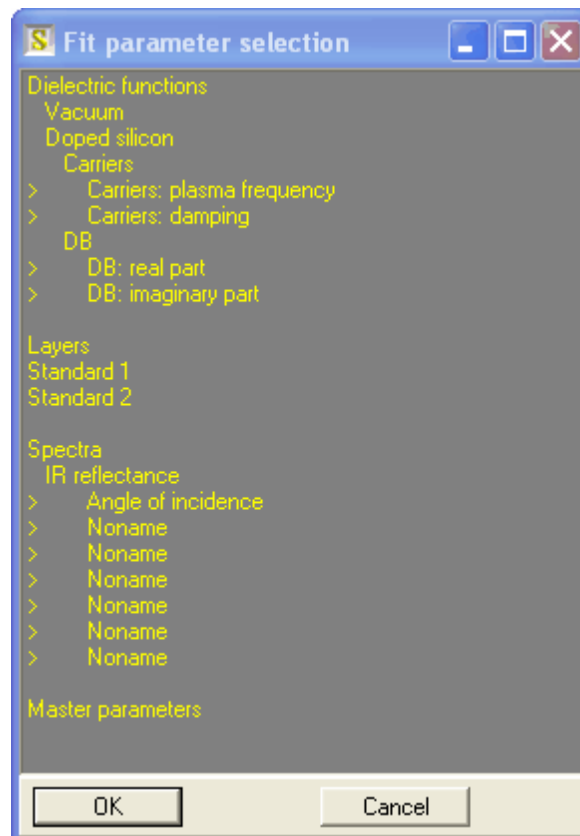 S Fit parameter selection
Dielectric functions
Vacuum
Doped silicon
Carriers
> Carriers: plasma frequency
> Carriers: damping
DB
> DB: real part
> DB: imaginary part
Layers
Standard 1
Standard 2
Spectra
IR reflectance
> Angle of incidence
> Noname
> Noname
> Noname
> Noname
> Noname
> Noname
Master parameters
OK Cancel